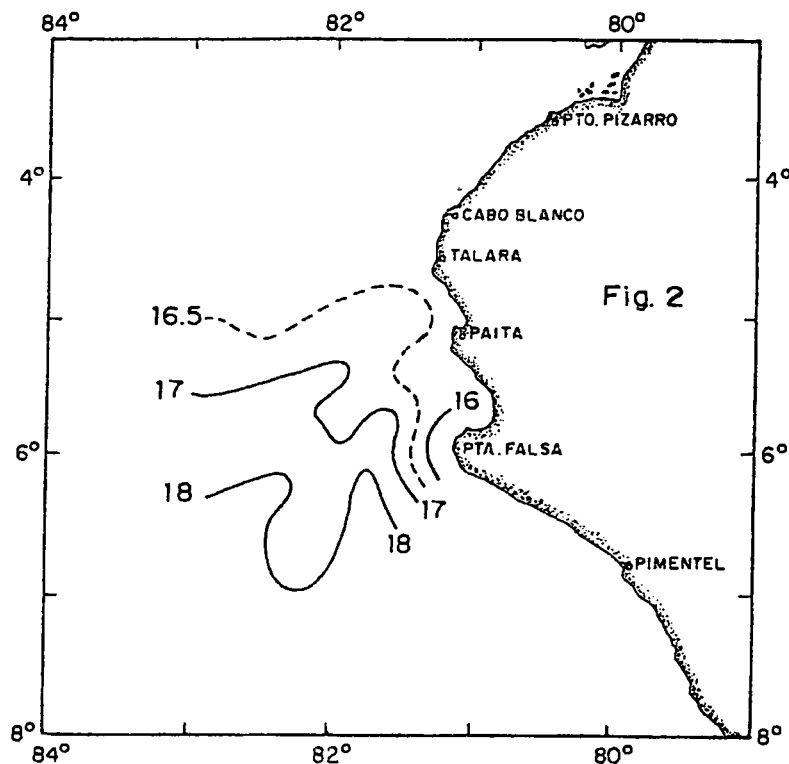 84°
82°
80°
PTO. PIZARRO
4°
4°
CABO BLANCO
TALARA
Fig. 2
16.5
PAITA
17
16
6°
PTA. FALSA
6°
18
17
18
PIMENTEL
8°
8°
84°
82°
80°